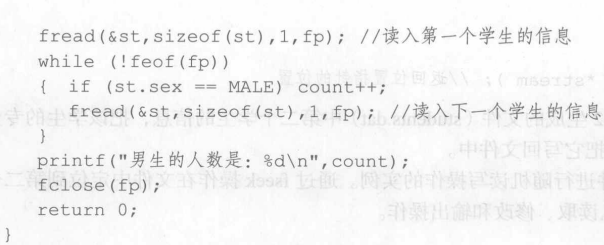 fread(&st,sizeof(st),1,fp); //读入第一个学生的信息
while (!feof(fp))
{ if (st.sex == MALE) count++;
fread(&st,sizeof(st),1,fp); //读入下一个学生的信息
}
printf("男生的人数是: %d\n",count);
fclose(fp);
return 0;
}